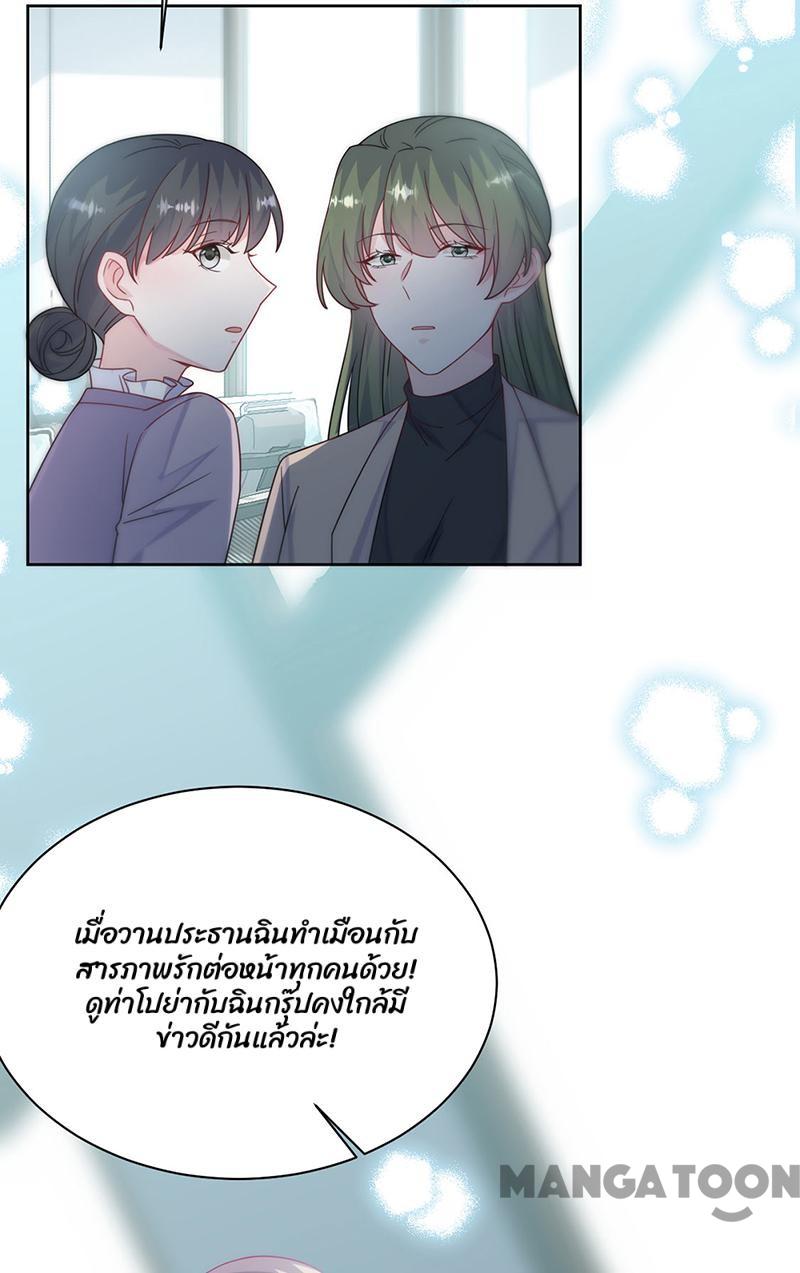 เมื่อวานประธานฉินทำเมือนกับ
สารภาพรักต่อหน้าทุกคนด้วย!
ดูท่าโปย่ากับฉินกรุ๊ปคงใกล้มี
ข่าวดีกันแล้วล่ะ!
MANGATOON
MANGATOON